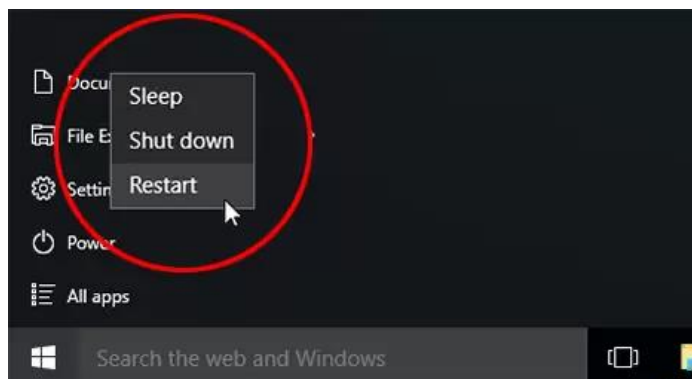 Docu
Sleep
File E
Shut down
Settin
Restart
Power
All apps
Search the web and Windows